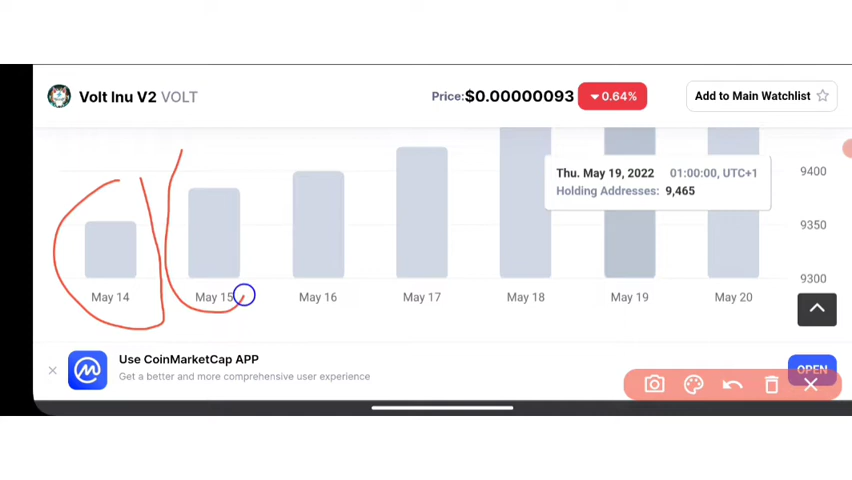 Volt Inu V2 VOLT
Price:$0.00000093 0.64%
Add to Main Watchlist
Thu. May 19, 2022 01:00:00, UTC+1
Holding Addresses: 9,465
9400
9350
9300
May 14 May 15 May 16 May 17 May 18 May 19 May 20
Use CoinMarketCap APP
Get a better and more comprehensive user experience
OPEN